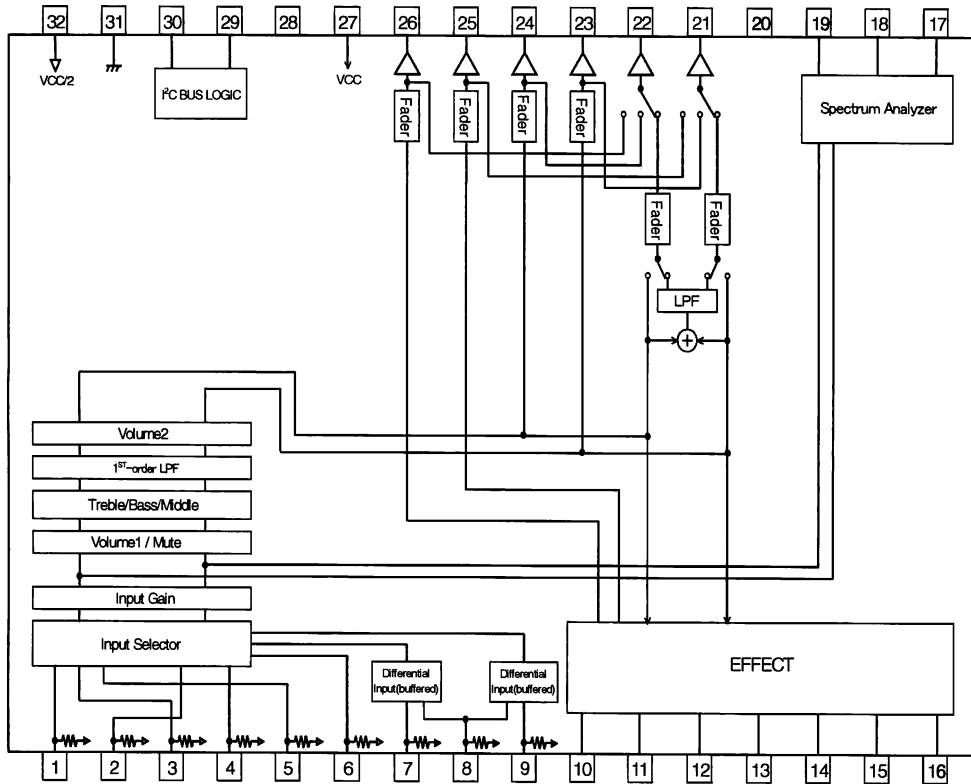 32 31 30 29 28 27 26 25 24 23 22 21 20 19 18 17
VCC/2
I²C BUS LOGIC
VCC
Fader
Fader
Fader
Fader
Spectrum Analyzer
Fader
Fader
LPF
+
Volume2
1ST-order LPF
Treble/Bass/Middle
Volume1 / Mute
Input Gain
Input Selector
Differential
Input(buffered)
Differential
Input(buffered)
EFFECT
1 2 3 4 5 6 7 8 9 10 11 12 13 14 15 16